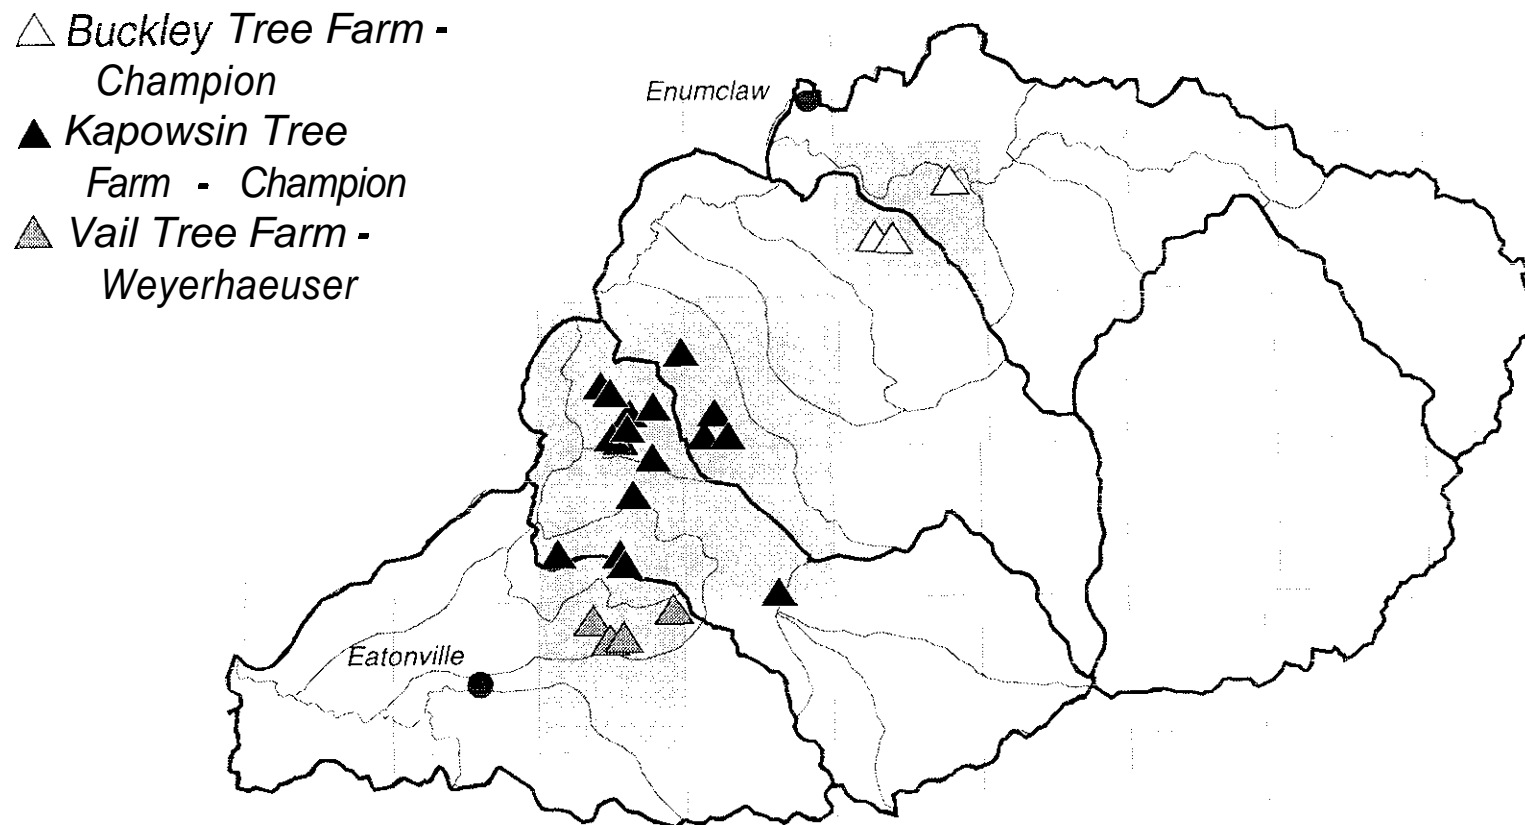 Buckley Tree Farm -
Champion
Kapowsin Tree
Farm - Champion
Vail Tree Farm -
Weyerhaeuser
Enumclaw
Eatonville